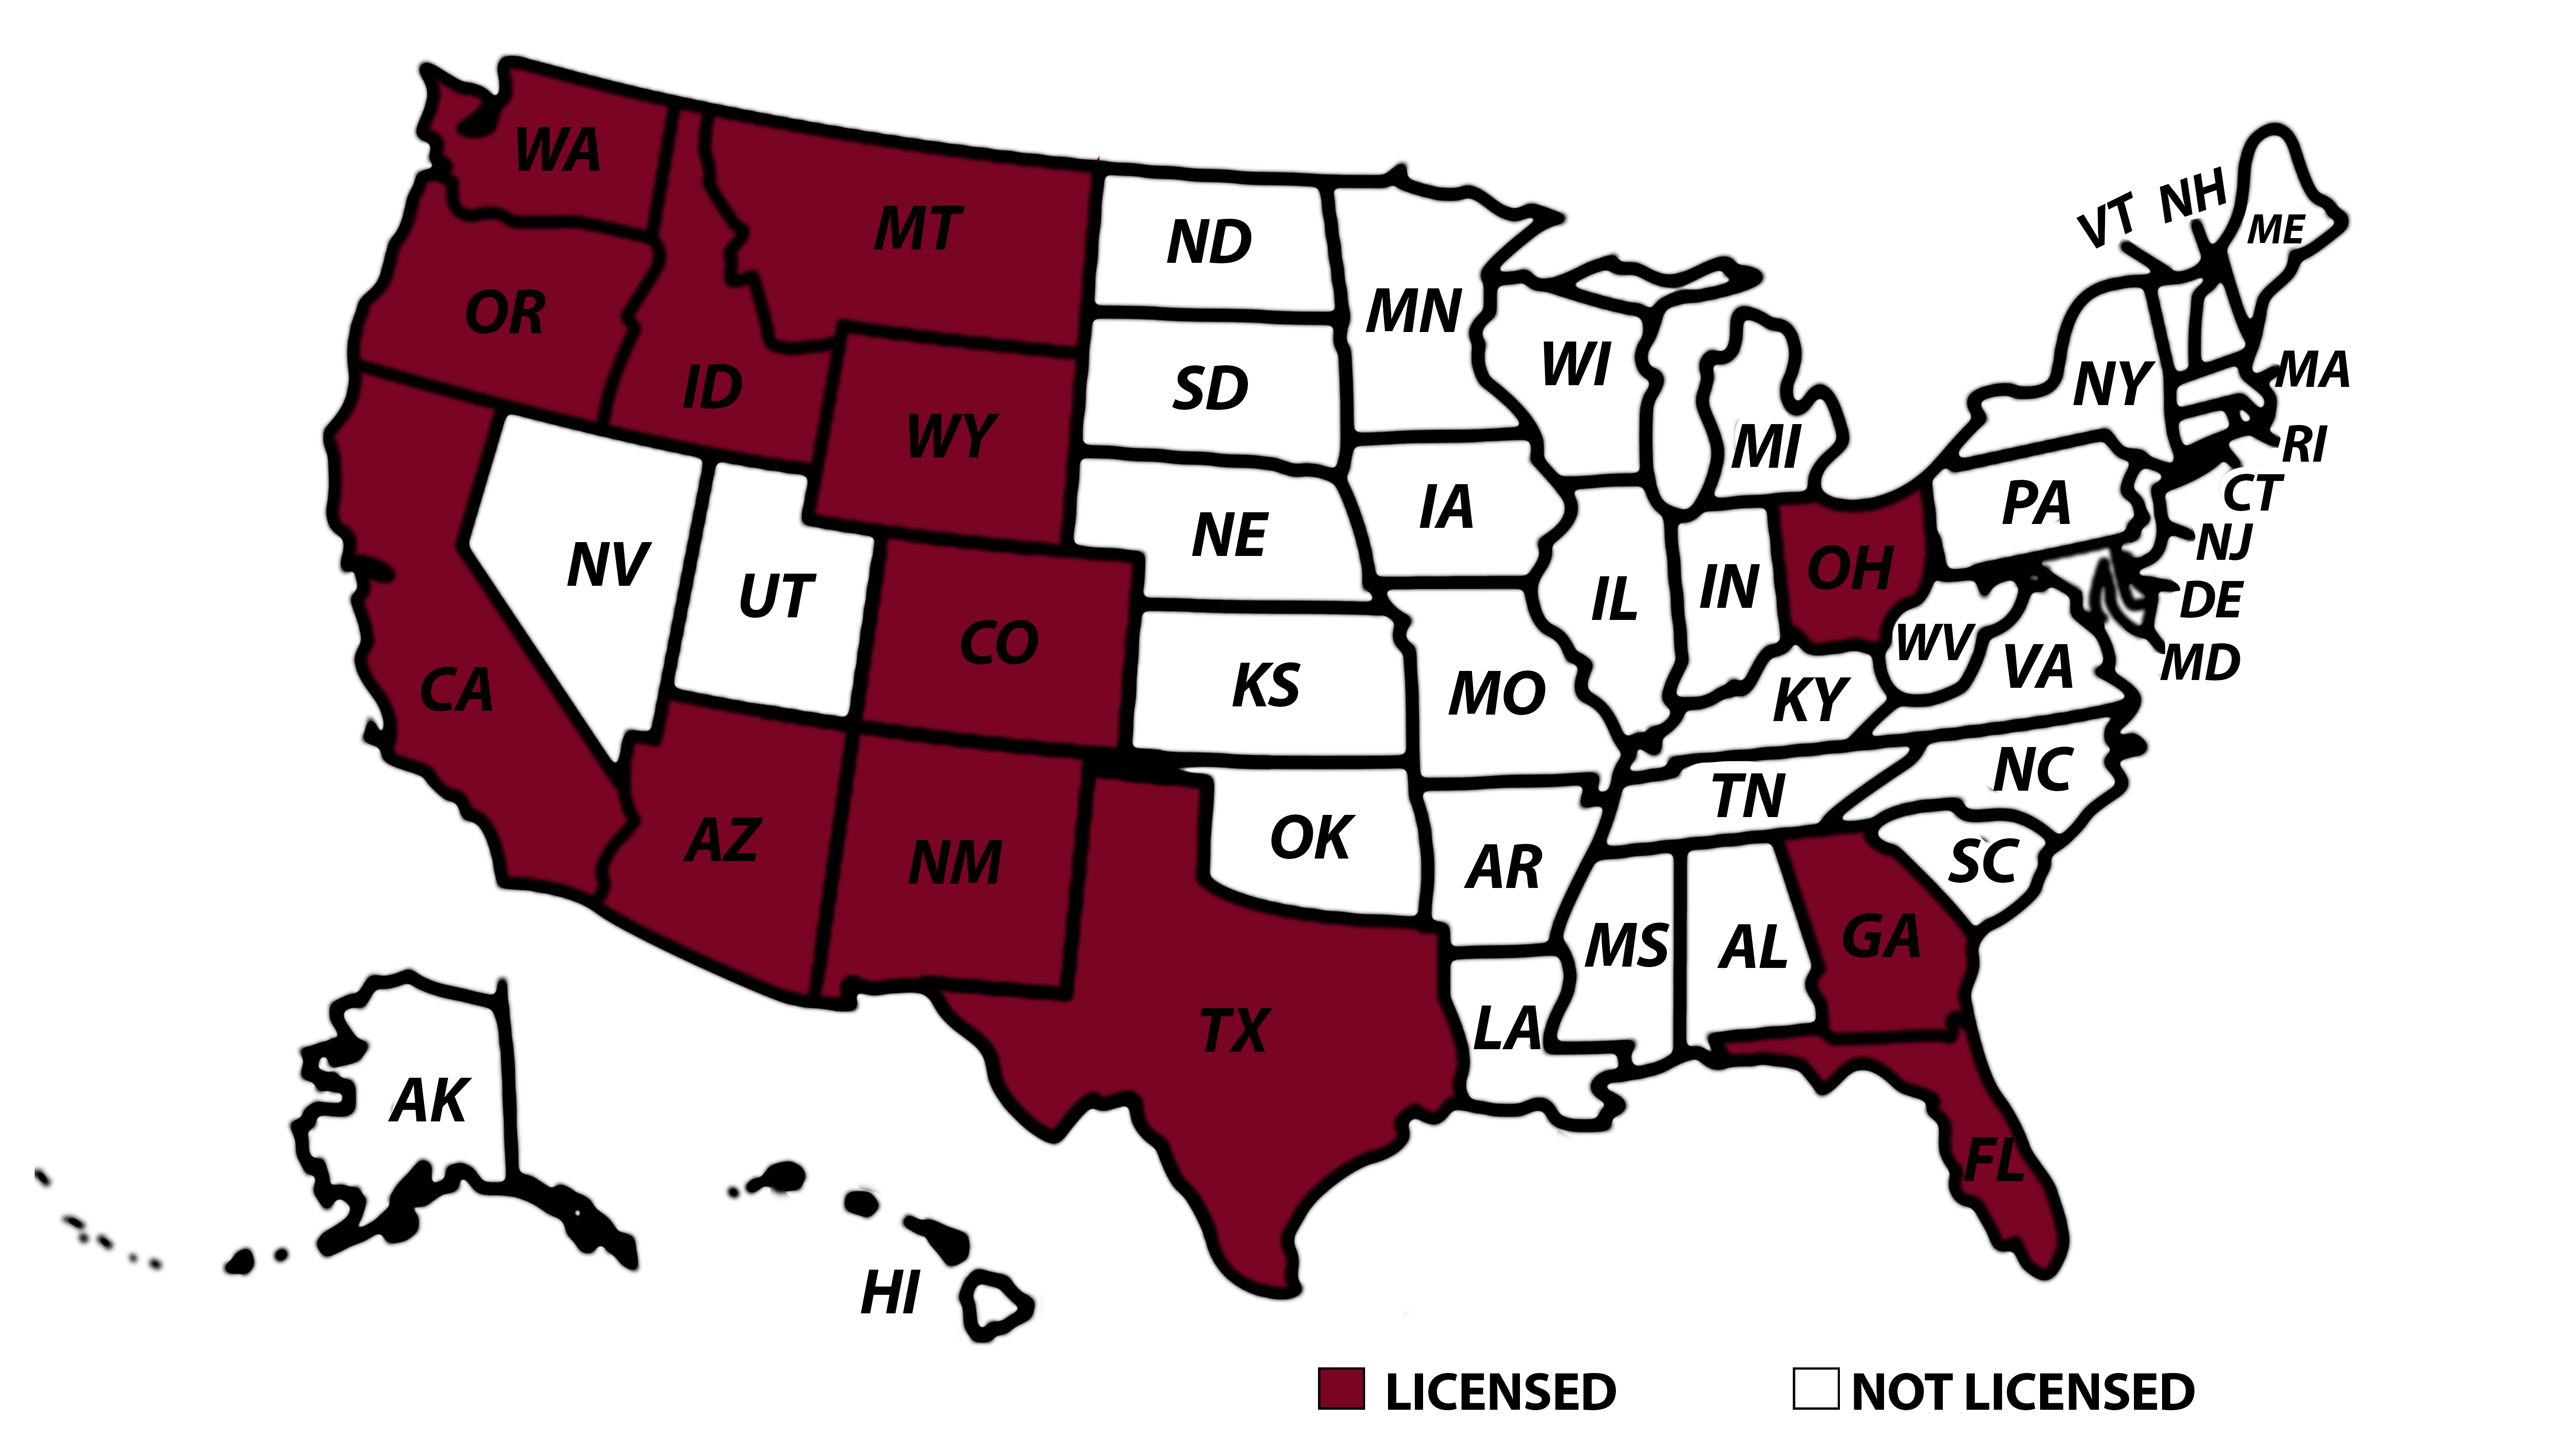 WA
MT
ND
MN
VT
NH
ME
OR
ID
WY
SD
WI
MI
NY
MA
RI
CT
NJ
DE
MD
NV
UT
CO
NE
IA
IL
IN
OH
PA
WV
VA
CA
AZ
NM
KS
MO
KY
TN
NC
SC
OK
AR
MS
AL
GA
TX
LA
FL
AK
HI
LICENSED
NOT LICENSED